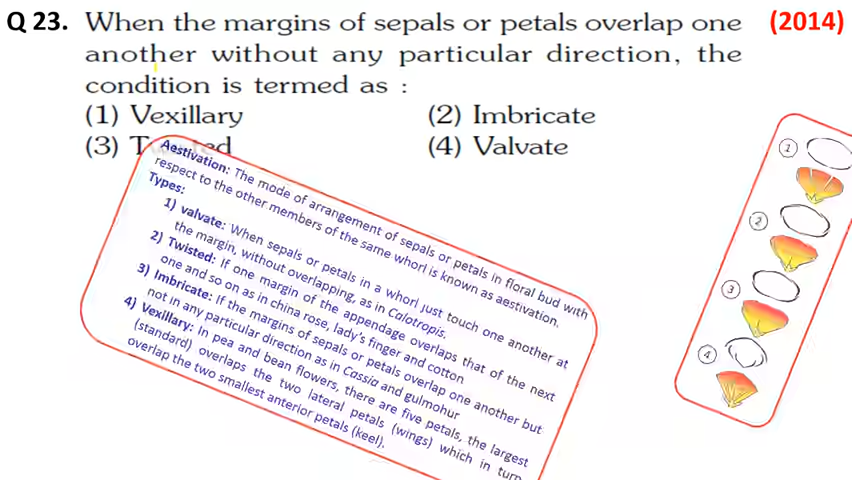 Q 23. When the margins of sepals or petals overlap one (2014)
another without any particular direction, the
condition is termed as :
(1) Vexillary (2) Imbricate
(3) (4) Valvate
Aestivation: The mode of arrangement of sepals or petals in floral bud with
respect to the other members of the same whorl is known as aestivation.
Types:
1) valvate: When sepals or petals in a whorl just touch one another at
the margin, without overlapping, as in Calotropis.
2) Twisted: If one margin of the appendage overlaps that of the next
one and so on as in china rose, lady's finger and cotton
3) Imbricate: If the margins of sepals or petals overlap one another but
not in any particular direction as in Cassia and gulmohur
4) Vexillary: In pea and bean flowers, there are five petals, the largest
(standard) overlaps the two lateral petals (wings) which in turn
overlap the two smallest anterior petals (keel).
1
2
3
4